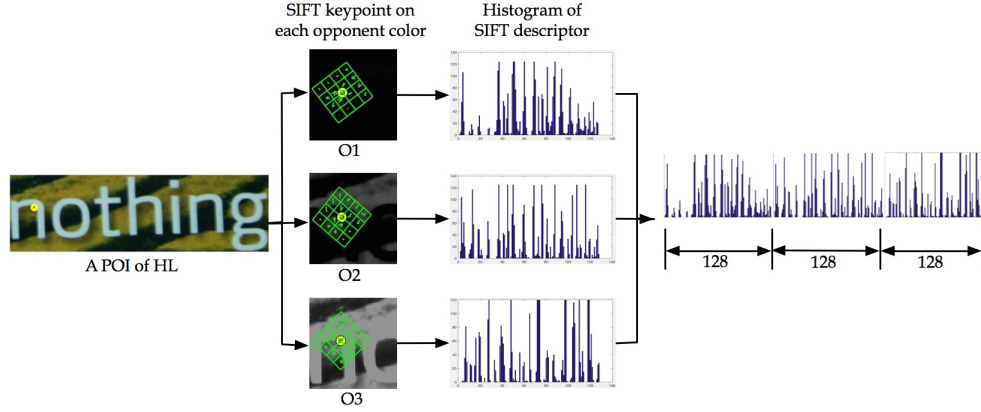 SIFT keypoint on
each opponent color
Histogram of
SIFT descriptor
O1
nothing
A POI of HL
O2
O3
128
128
128